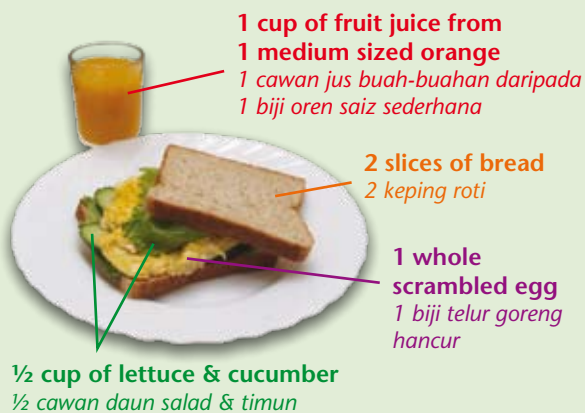 1 cup of fruit juice from
1 medium sized orange
1 cawan jus buah-buahan daripada
1 biji oren saiz sederhana
2 slices of bread
2 keping roti
1 whole
scrambled egg
1 biji telur goreng
hancur
½ cup of lettuce & cucumber
½ cawan daun salad & timun